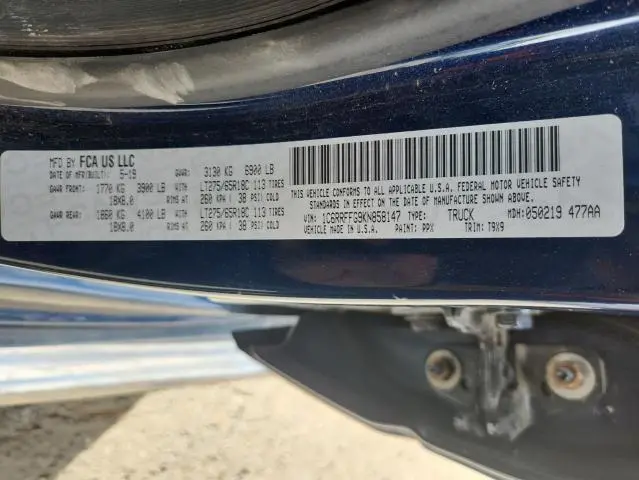 MFD BY FCA US LLC
DATE OF MFR(BUILT): 5-19 GVWR: 3130 KG 6900 LB
GAWR FRONT: 1770 KG 3900 LB WITH LT275/65R18C 113 TIRES
18X8.0 RIMS AT 260 KPA / 38 PSI COLD
GAWR REAR: 1860 KG 4100 LB WITH LT275/65R18C 113 TIRES
18X8.0 RIMS AT 260 KPA / 38 PSI COLD
THIS VEHICLE CONFORMS TO ALL APPLICABLE U.S.A. FEDERAL MOTOR VEHICLE SAFETY
STANDARDS IN EFFECT ON THE DATE OF MANUFACTURE SHOWN ABOVE.
VIN: 1C6RRFFG9KN858147 TYPE: TRUCK MDH: 050219 477AA
MADE IN U.S.A. PAINT: PPX TRIM: T9X9